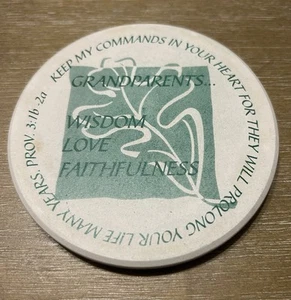 KEEP MY COMMANDS IN YOUR HEART FOR THEY WILL PROLONG YOUR LIFE MANY YEARS. PROV. 3:1b-2a
GRANDPARENTS...
WISDOM
LOVE
FAITHFULNESS